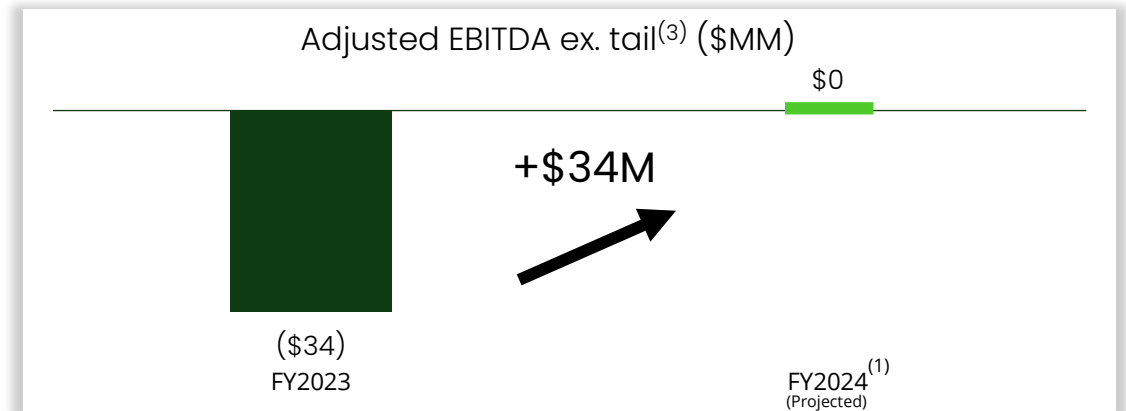 Adjusted EBITDA ex. tail(3) ($MM)
$0
+$34M
($34)
FY2023
FY2024(1)
(Projected)